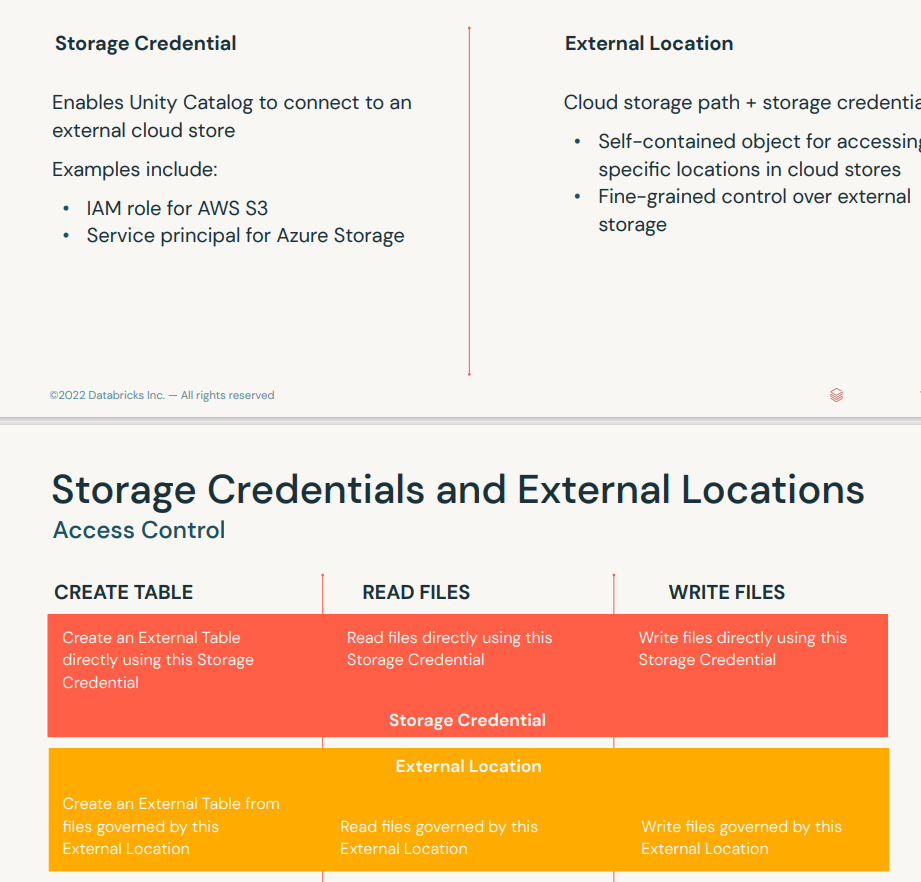 Storage Credential
Enables Unity Catalog to connect to an
external cloud store
Examples include:
• IAM role for AWS S3
• Service principal for Azure Storage
External Location
Cloud storage path + storage
• Self-contained object for
specific locations in cloud stores
• Fine-grained control over external
storage
©2022 Databricks Inc. — All rights reserved
Storage Credentials and External Locations
Access Control
CREATE TABLE
READ FILES
WRITE FILES
Create an External Table
directly using this Storage
Credential
Read files directly using this
Storage Credential
Write files directly using this
Storage Credential
Storage Credential
External Location
Create an External Table from
files governed by this
External Location
Read files governed by this
External Location
Write files governed by this
External Location